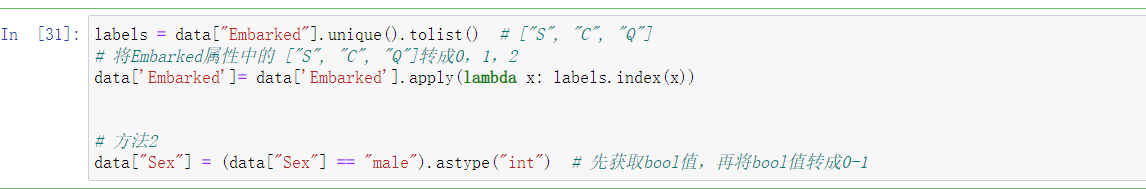 In [31]: labels = data["Embarked"].unique().tolist()  # ["S", "C", "Q"]
# 将Embarked属性中的 ["S", "C", "Q"]转成0，1，2
data['Embarked']= data['Embarked'].apply(lambda x: labels.index(x))
# 方法2
data["Sex"] = (data["Sex"] == "male").astype("int")  # 先获取bool值，再将bool值转成0-1